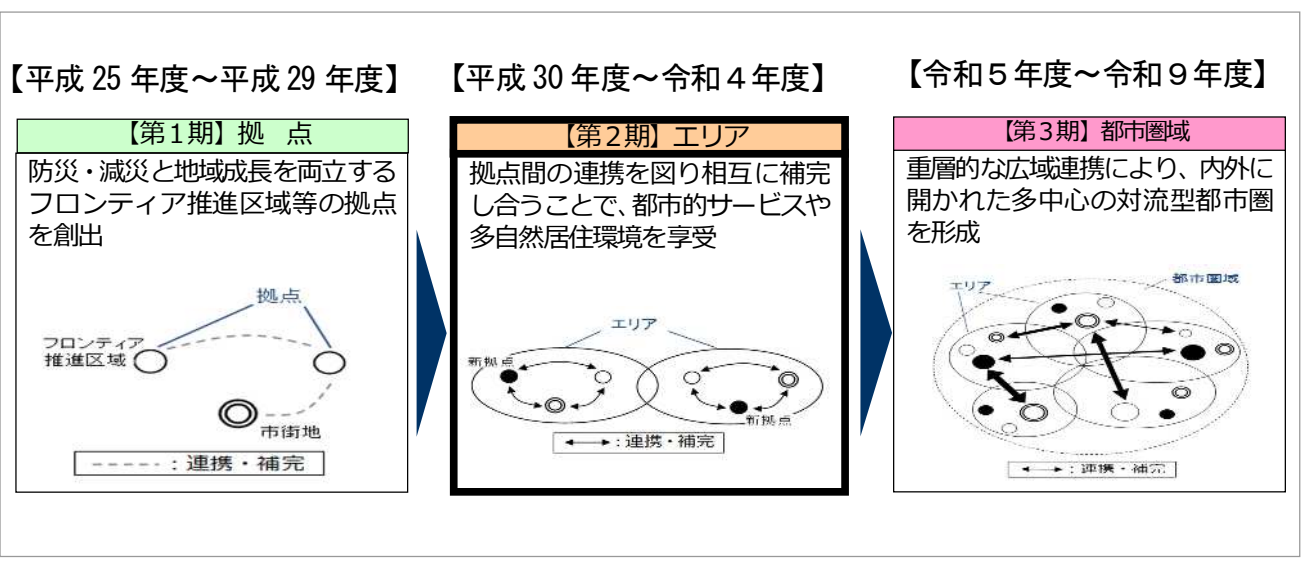 【平成 25 年度～平成 29 年度】
【第１期】拠　点
防災・減災と地域成長を両立する
フロンティア推進区域等の拠点
を創出
拠点
フロンティア
推進区域
市街地
：連携・補完
【平成 30 年度～令和４年度】
【第２期】エリア
拠点間の連携を図り相互に補完
し合うことで、都市的サービスや
多自然居住環境を享受
エリア
新拠点
新拠点
：連携・補完
【令和５年度～令和９年度】
【第３期】都市圏域
重層的な広域連携により、内外に
開かれた多中心の対流型都市圏
を形成
エリア
都市圏域
：連携・補完